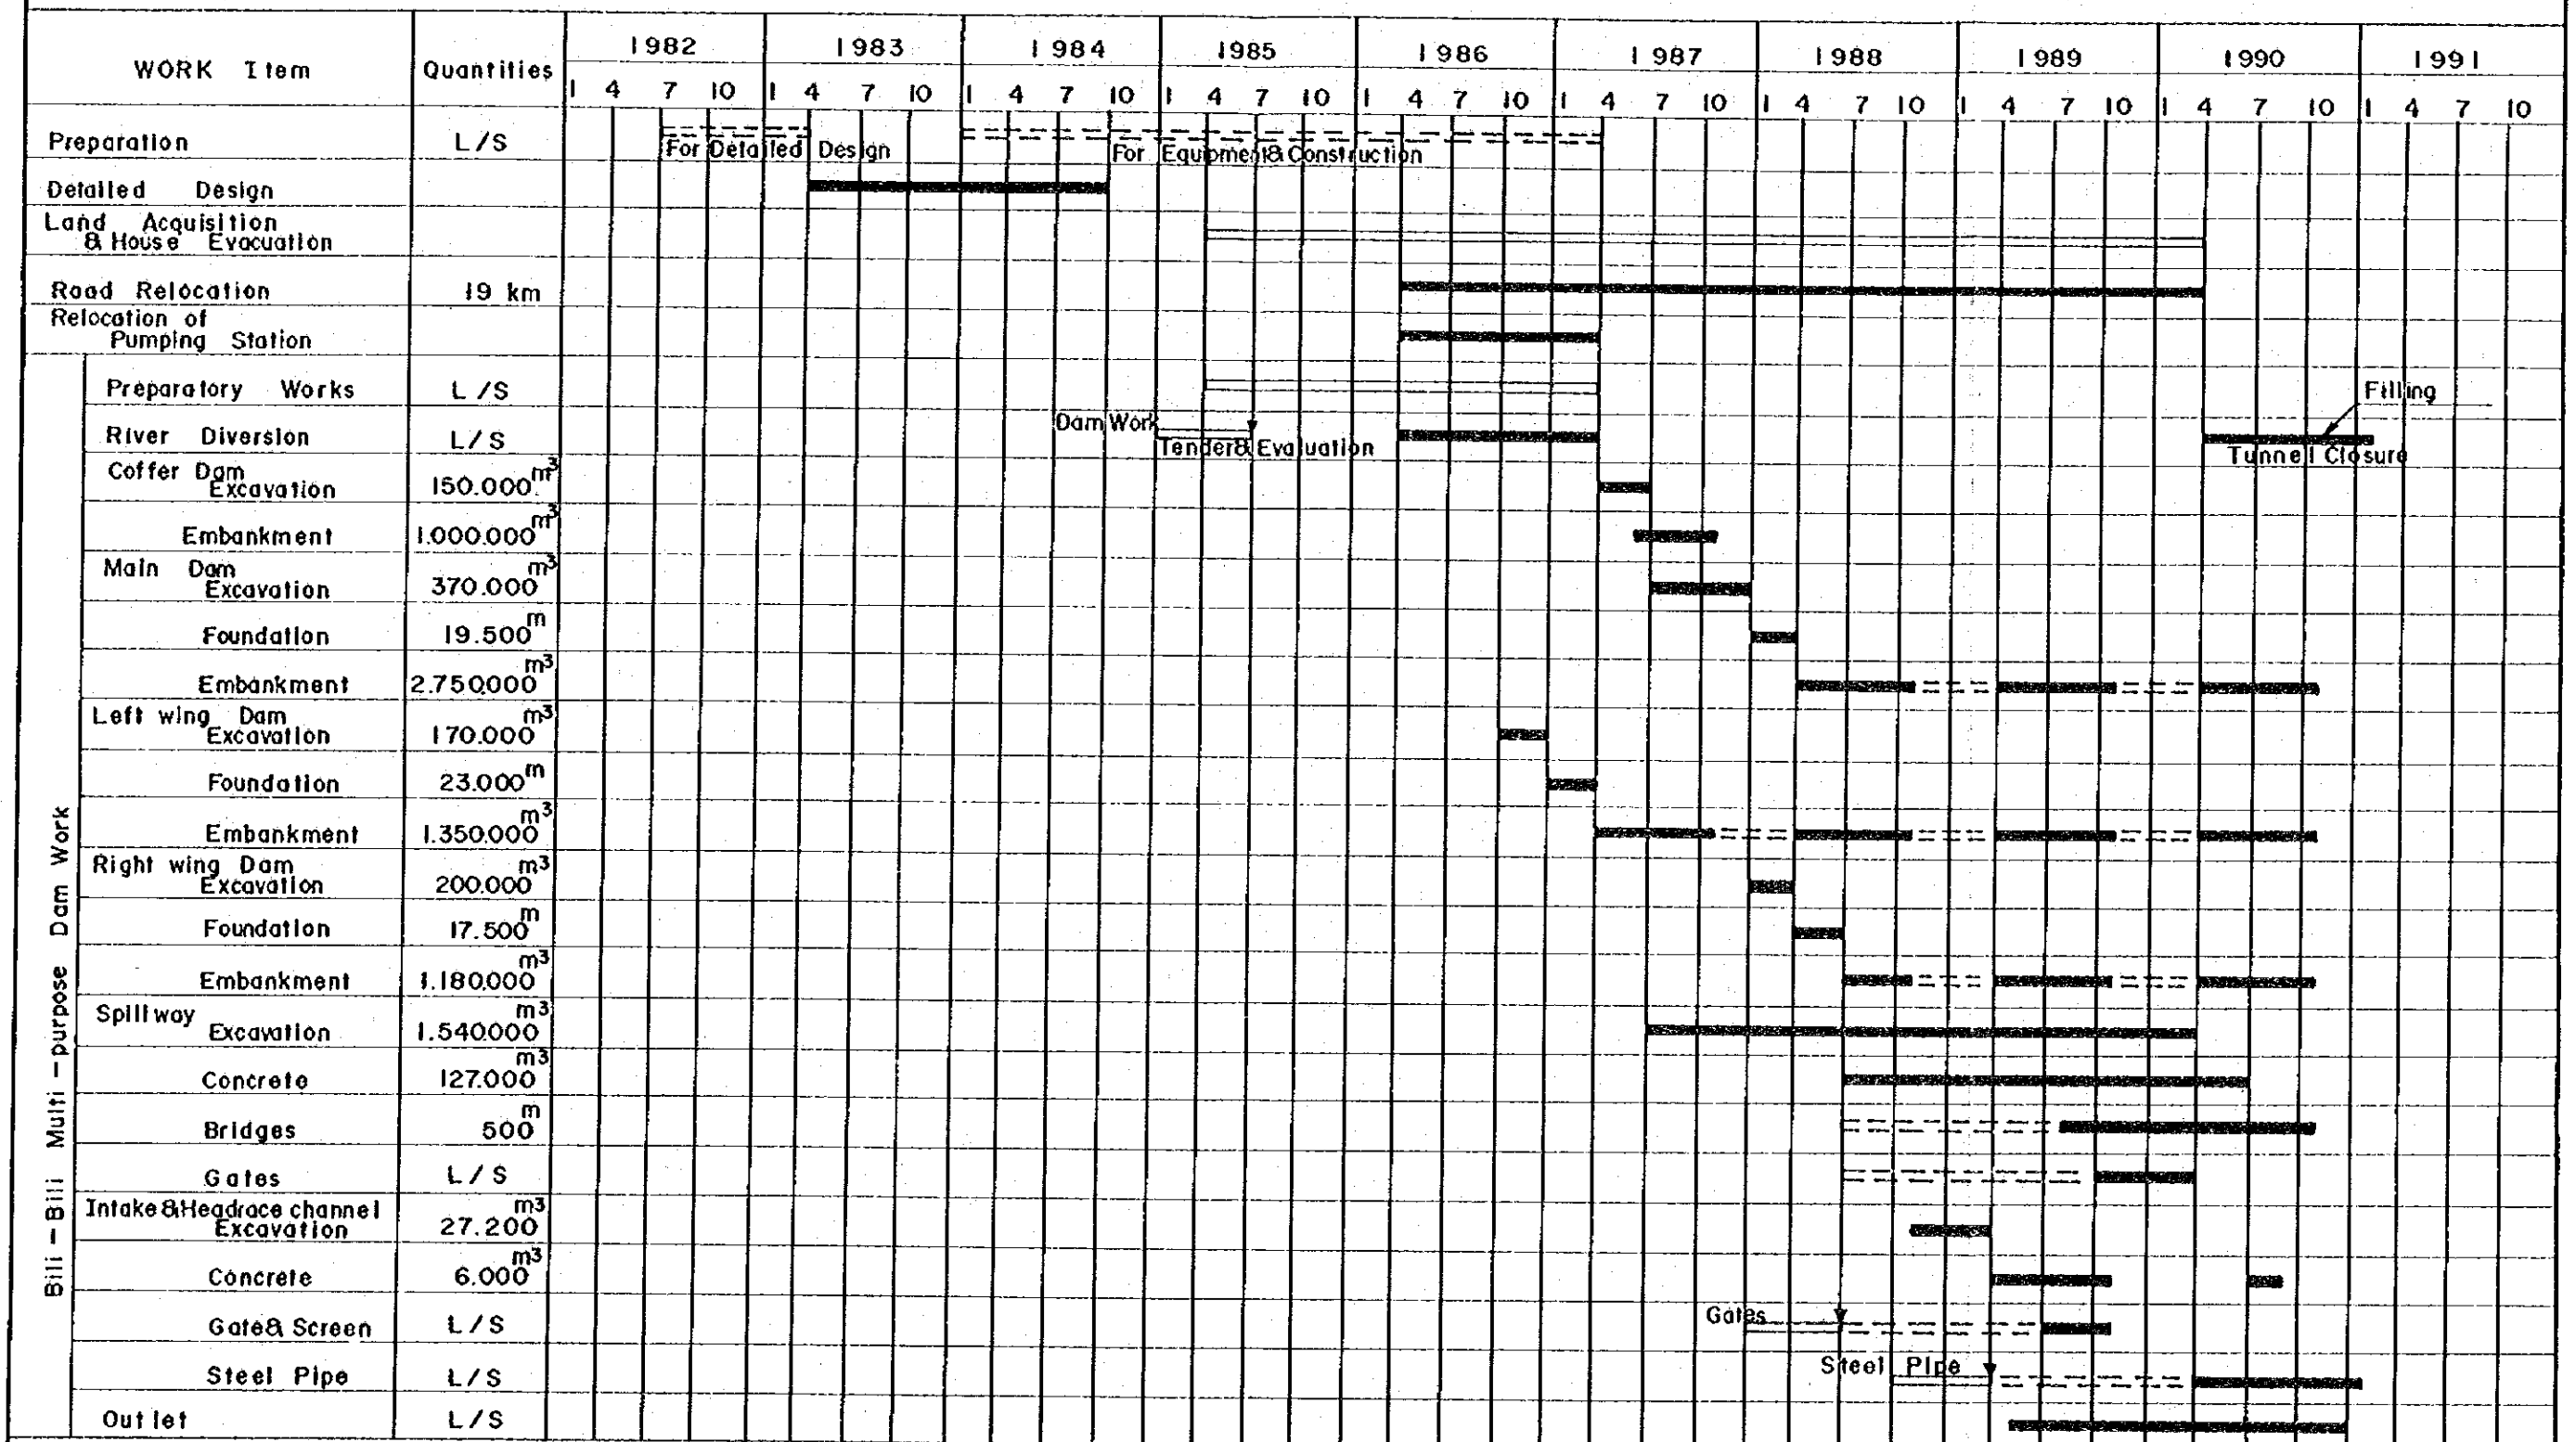 WORK Item Quantities 1982 1983 1984 1985 1986 1987 1988 1989 1990 1991
1 4 7 10 1 4 7 10 1 4 7 10 1 4 7 10 1 4 7 10 1 4 7 10 1 4 7 10 1 4 7 10 1 4 7 10 1 4 7 10
Preparation L/S
For Detailed Design For Equipment & Construction
Detailed Design
Land Acquisition
& House Evacuation
Road Relocation 19 km
Relocation of
Pumping Station
Preparatory Works L/S
Filling
Dam Work
River Diversion L/S
Tender & Evaluation
Tunnel Closure
Coffer Dam
Excavation 150.000 m³
Embankment 1.000.000 m³
Main Dam
Excavation 370.000 m³
Foundation 19.500 m
Embankment 2.750.000 m³
Left wing Dam
Excavation 170.000 m³
Foundation 23.000 m
Embankment 1.350.000 m³
Right wing Dam
Excavation 200.000 m³
Foundation 17.500 m
Embankment 1.180.000 m³
Spillway
Excavation 1.540.000 m³
Concrete 127.000 m³
Bridges 500 m
Gates L/S
Intake & Headrace channel
Excavation 27.200 m³
Concrete 6.000 m³
Gates
Gate & Screen L/S
Steel Pipe
Steel Pipe L/S
Outlet L/S
Bili-Bili Multi-purpose Dam Work